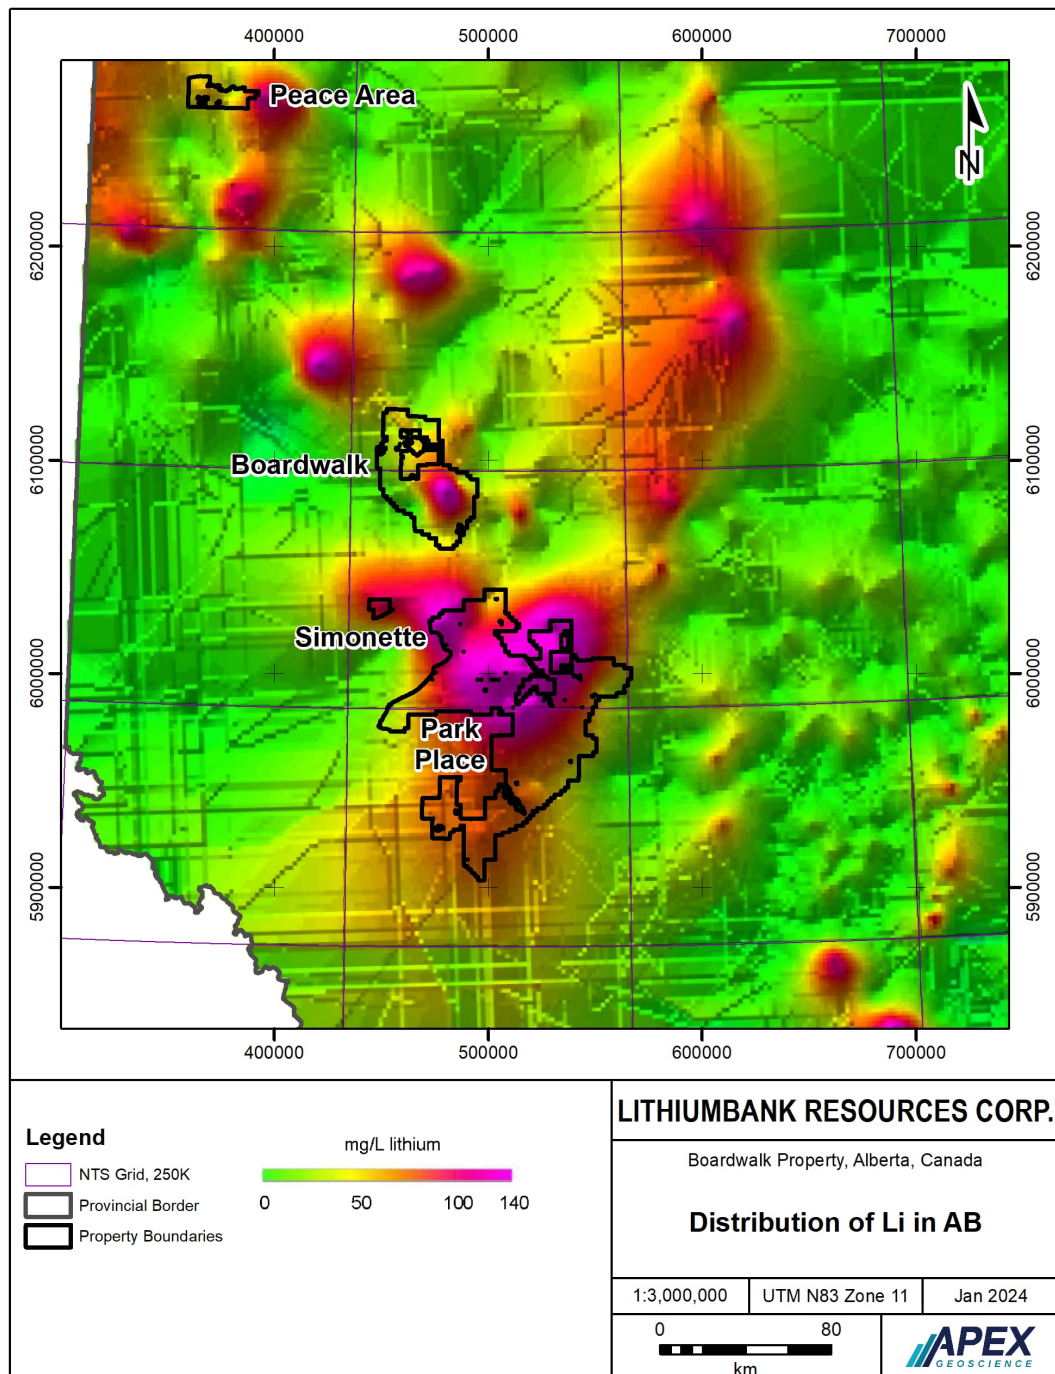 400000 500000 600000 700000
Peace Area
N
6200000 6200000
6100000 6100000
Boardwalk
Simonette
6000000 6000000
Park
Place
5900000 5900000
400000 500000 600000 700000
Legend
NTS Grid, 250K
Provincial Border
Property Boundaries
mg/L lithium
0 50 100 140
LITHIUMBANK RESOURCES CORP.
Boardwalk Property, Alberta, Canada
Distribution of Li in AB
1:3,000,000 UTM N83 Zone 11 Jan 2024
0 80
km
APEX
GEOSCIENCE